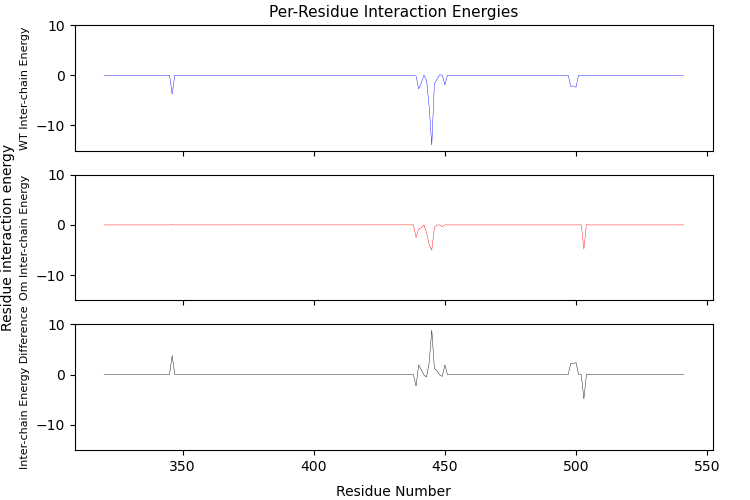 Per-Residue Interaction Energies
Residue interaction energy
WT Inter-chain Energy
10
0
−10
Om Inter-chain Energy
10
0
−10
Inter-chain Energy Difference
10
0
−10
350
400
450
500
550
Residue Number